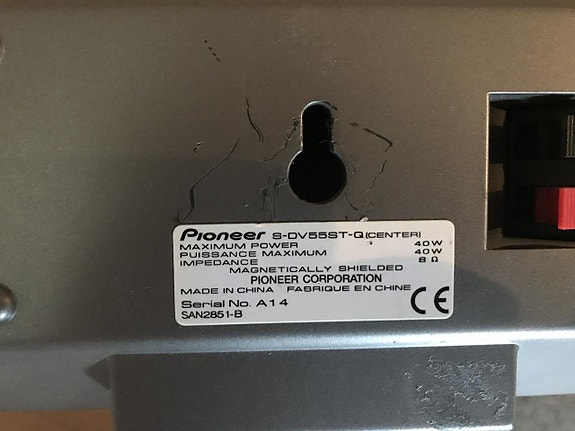 Pioneer S-DV55ST-Q(CENTER)
MAXIMUM POWER 40W
PUISSANCE MAXIMUM 40W
IMPEDANCE 8 Ω
MAGNETICALLY SHIELDED
PIONEER CORPORATION
MADE IN CHINA FABRIQUE EN CHINE
Serial No. A14
SAN2851-B
CE